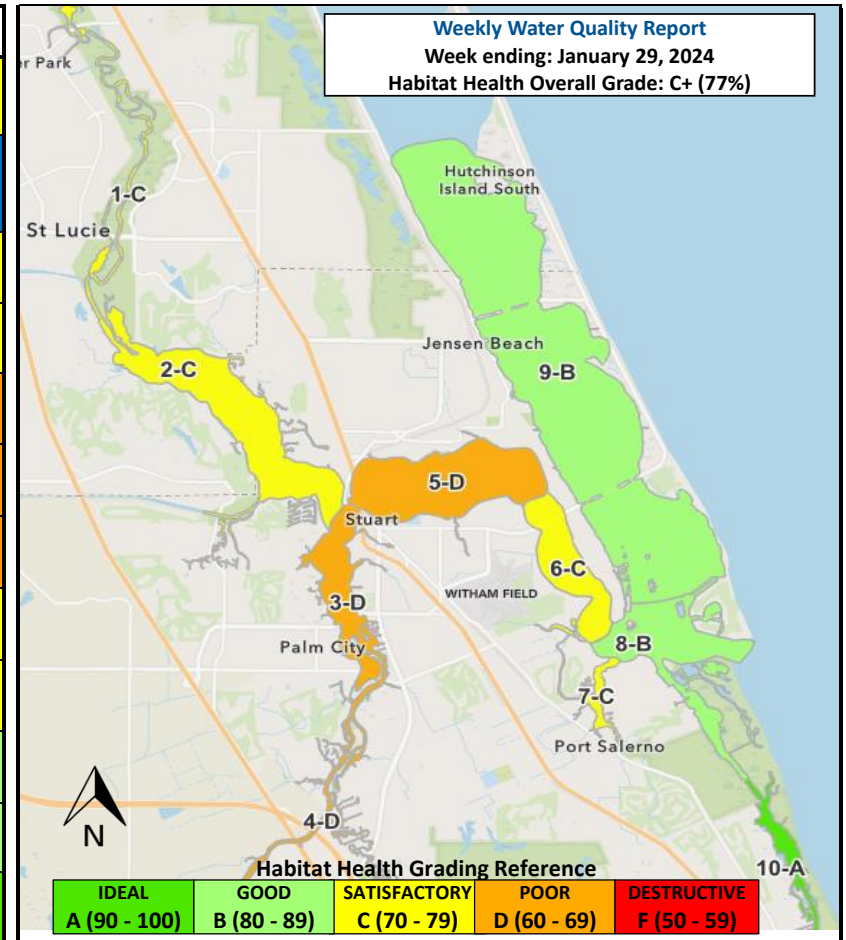 Weekly Water Quality Report
Week ending: January 29, 2024
Habitat Health Overall Grade: C+ (77%)
er Park
Hutchinson
Island South
1-C
St Lucie
Jensen Beach
2-C
9-B
5-D
Stuart
6-C
WITHAM FIELD
3-D
Palm City
8-B
7-C
Port Salerno
N
4-D
10-A
Habitat Health Grading Reference
IDEAL GOOD SATISFACTORY POOR DESTRUCTIVE
A (90 - 100) B (80 - 89) C (70 - 79) D (60 - 69) F (50 - 59)